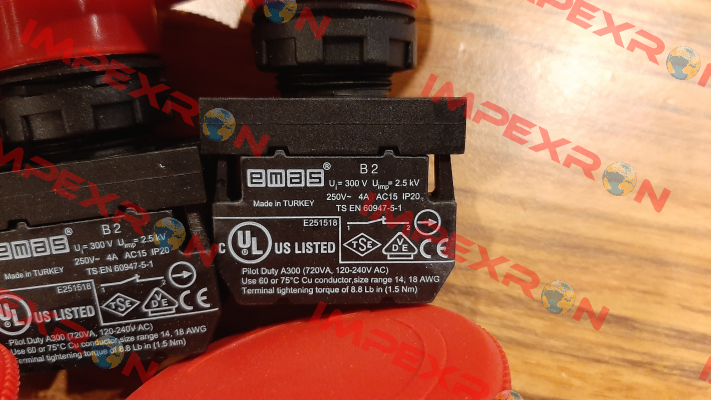 emas® B2
Ui= 300 V Uimp= 2.5 kV
Made in TURKEY 250V~ 4A AC15 IP20
TS EN 60947-5-1
E251518
C UL® US LISTED TSE VDE CE
Pilot Duty A300 (720VA, 120-240V AC)
Use 60 or 75°C Cu conductor,size range 14, 18 AWG
Terminal tightening torque of 8.8 Lb in (1.5 Nm)
emas® B2
Ui= 300 V Uimp= 2.5 kV
Made in TURKEY 250V~ 4A AC15 IP20
TS EN 60947-5-1
E251518
UL® US LISTED TSE VDE CE
Pilot Duty A300 (720VA, 120-240V AC)
Use 60 or 75°C Cu conductor,size range 14, 18 AWG
Terminal tightening torque of 8.8 Lb in (1.5 Nm)
IMPEXRON
IMPEXRON
IMPEXRON
IMPEXRON
IMPEXRON
IMPEXRON